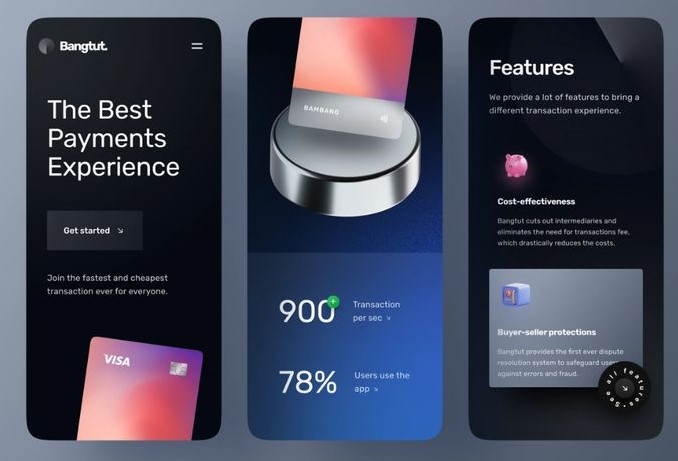 Bangtut.
The Best
Payments
Experience
Get started ↘
Join the fastest and cheapest
transaction ever for everyone.
VISA
BAMBANG
900+
Transaction
per sec ↘
78%
Users use the
app ↘
Features
We provide a lot of features to bring a
different transaction experience.
Cost-effectiveness
Bangtut cuts out intermediaries and
eliminates the need for transactions fee,
which drastically reduces the costs.
Buyer-seller protections
Bangtut provides the first ever dispute
resolution system to safeguard
against errors and fraud.
See all features